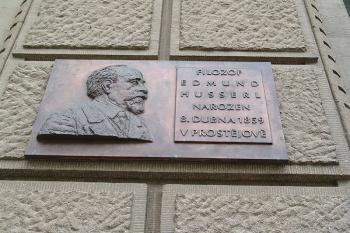 FILOZOF
EDMUND
HUSSERL
NAROZEN
8. DUBNA 1859
V PROSTĚJOVĚ